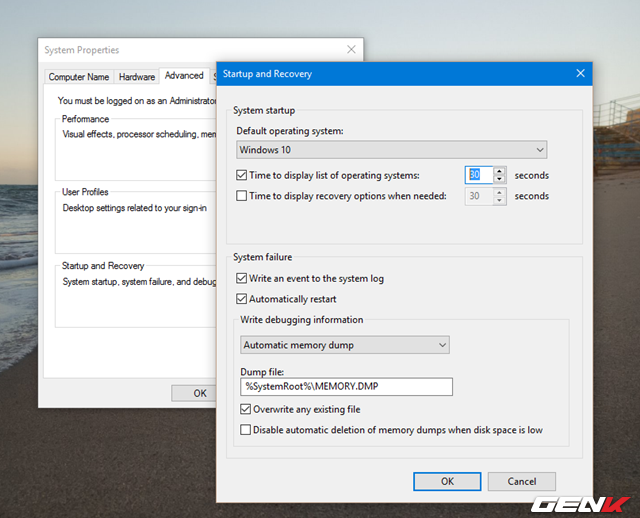 System Properties
Computer Name
Hardware
Advanced
You must be logged on as an Administrator
Performance
Visual effects, processor scheduling,
User Profiles
Desktop settings related to your sign-in
Startup and Recovery
System startup, system failure, and
OK
Startup and Recovery
System startup
Default operating system:
Windows 10
Time to display list of operating systems: 30 seconds
Time to display recovery options when needed: 30 seconds
System failure
Write an event to the system log
Automatically restart
Write debugging information
Automatic memory dump
Dump file:
%SystemRoot%\MEMORY.DMP
Overwrite any existing file
Disable automatic deletion of memory dumps when disk space is low
OK
Cancel
GENK